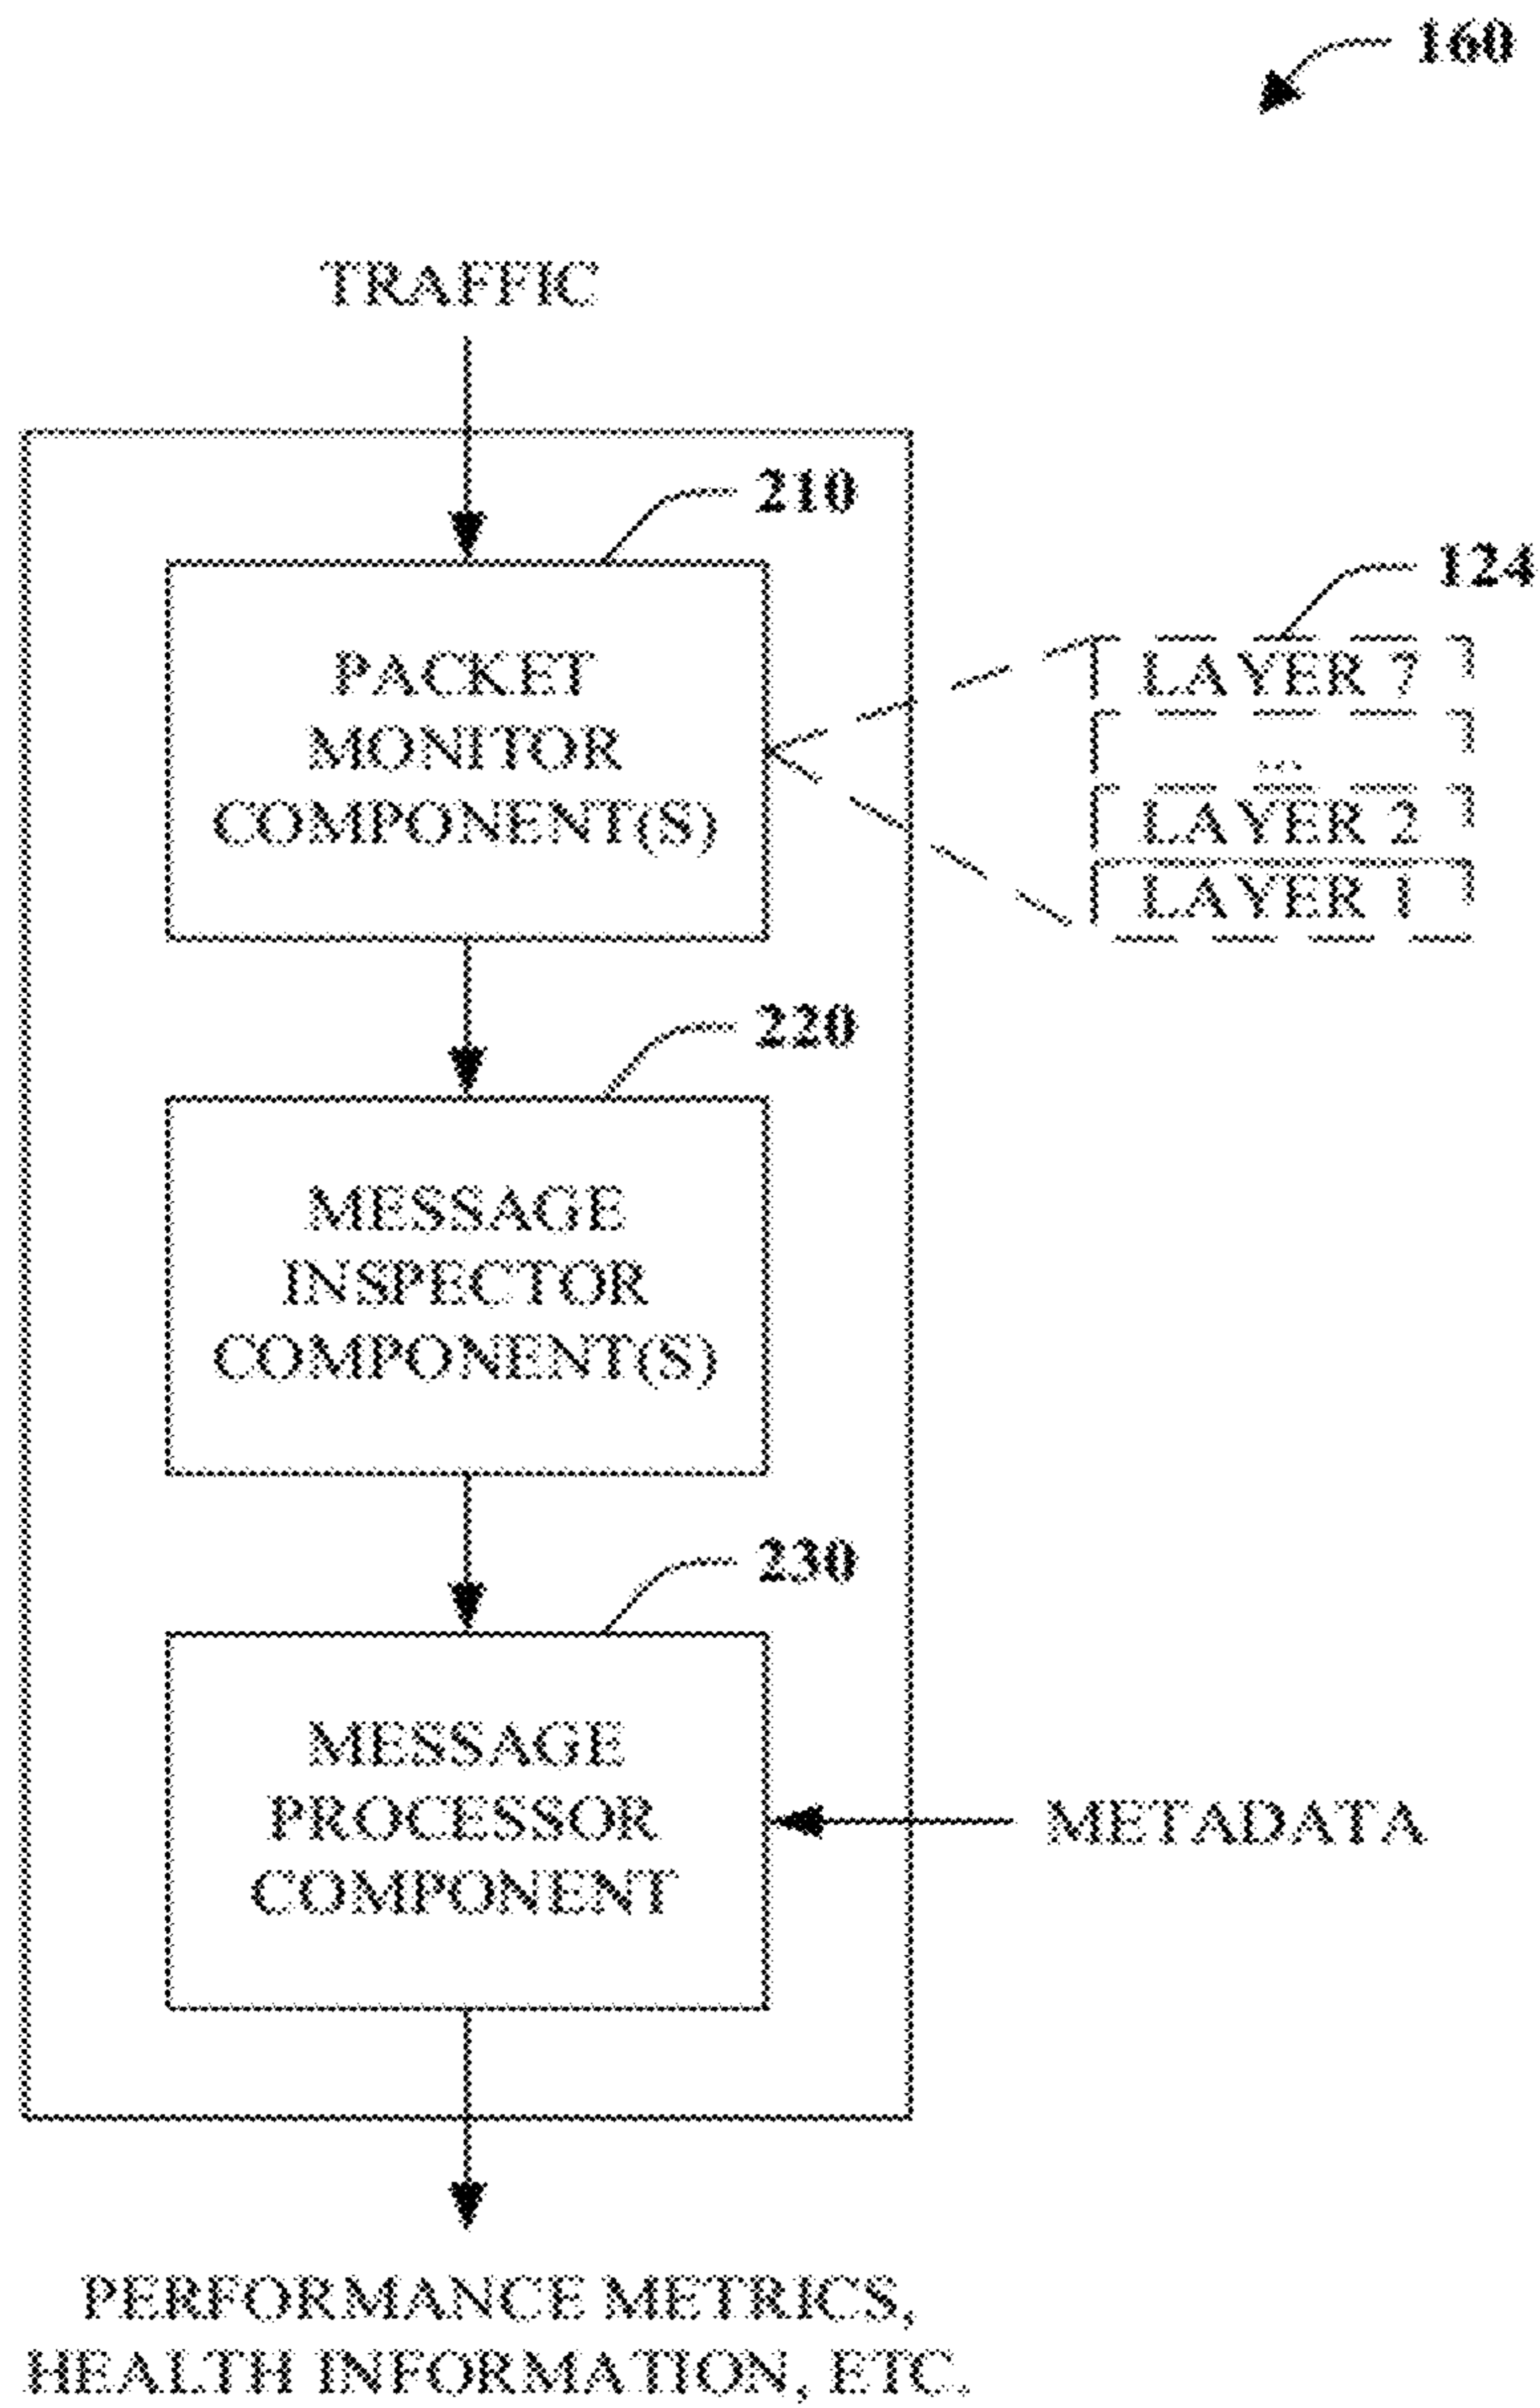 160
TRAFFIC
210
PACKET
MONITOR
COMPONENT(S)
124
LAYER 7
...
LAYER 2
LAYER 1
220
MESSAGE
INSPECTOR
COMPONENT(S)
230
MESSAGE
PROCESSOR
COMPONENT
METADATA
PERFORMANCE METRICS,
HEALTH INFORMATION, ETC.